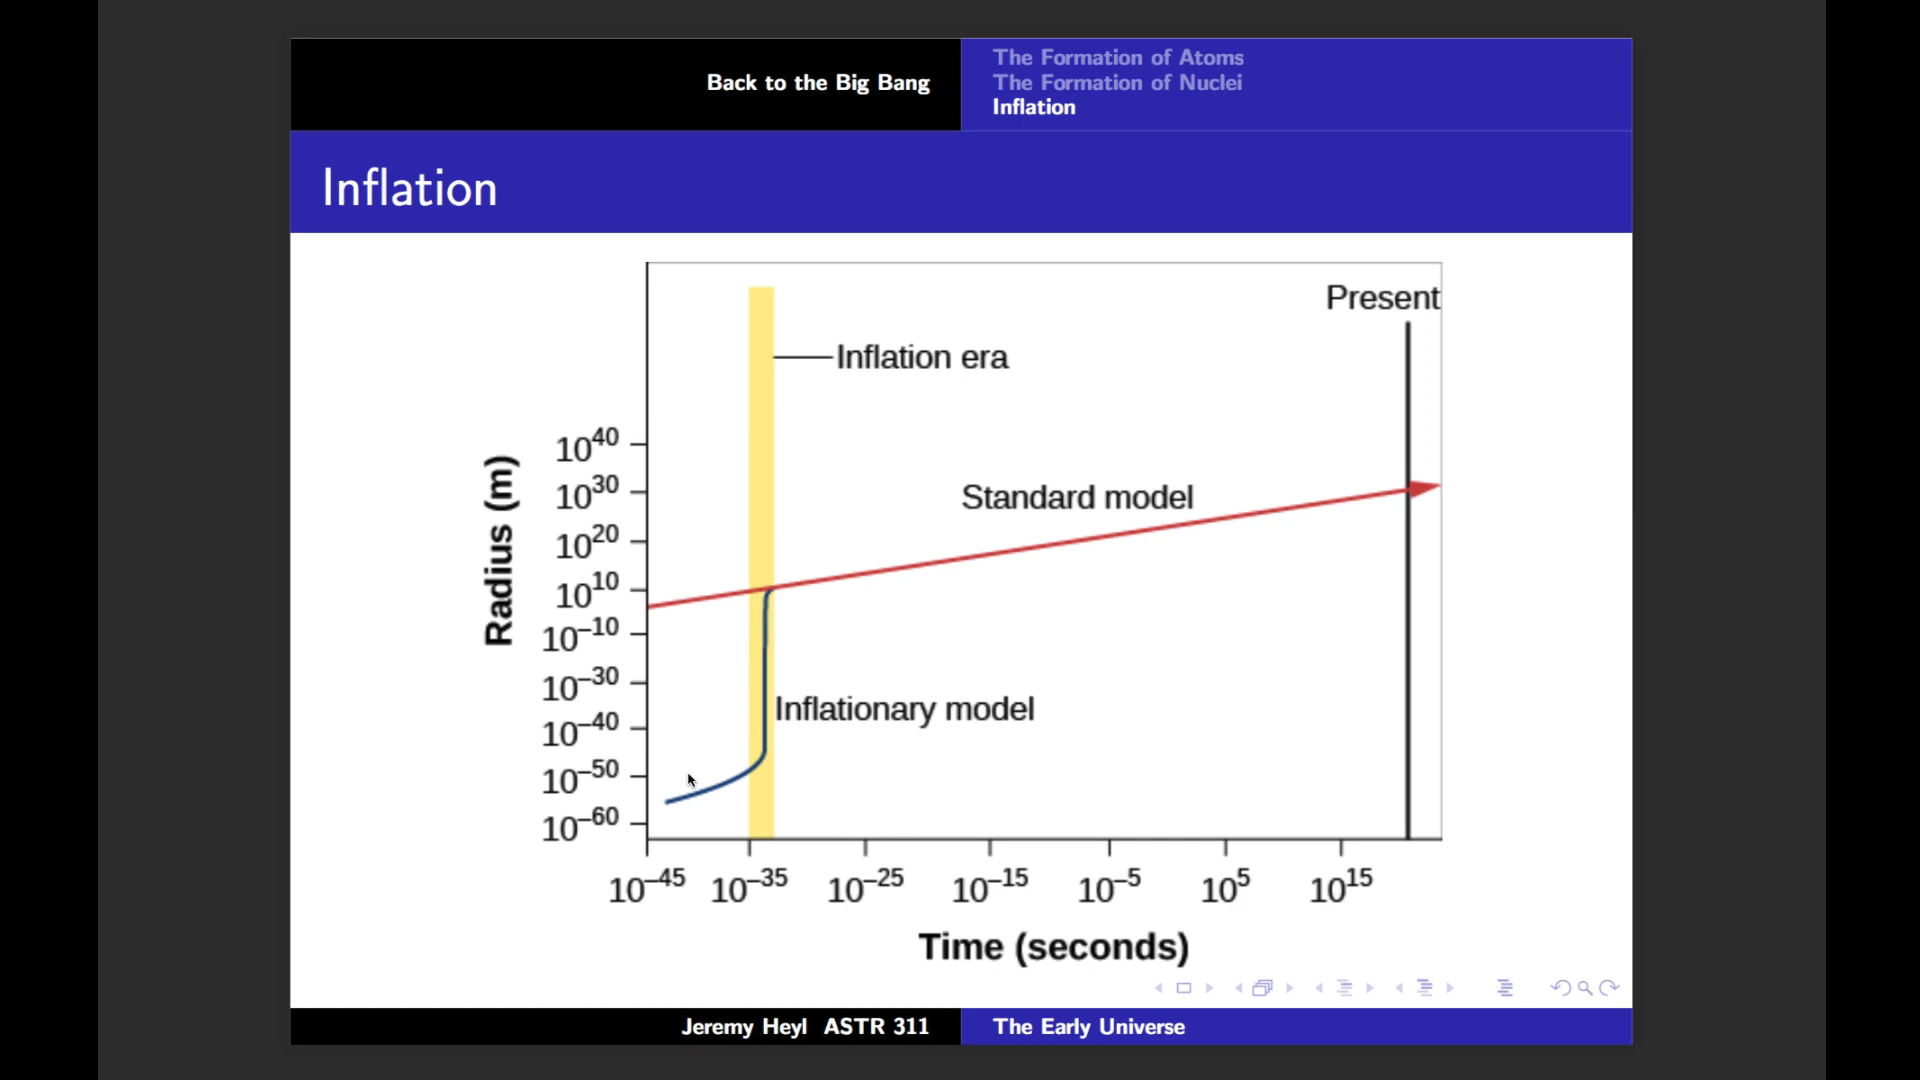 Back to the Big Bang
The Formation of Atoms
The Formation of Nuclei
Inflation
Inflation
Present
Inflation era
Standard model
Inflationary model
Radius (m)
10^40
10^30
10^20
10^10
10^–10
10^–30
10^–40
10^–50
10^–60
10^–45 10^–35 10^–25 10^–15 10^–5 10^5 10^15
Time (seconds)
Jeremy Heyl ASTR 311
The Early Universe